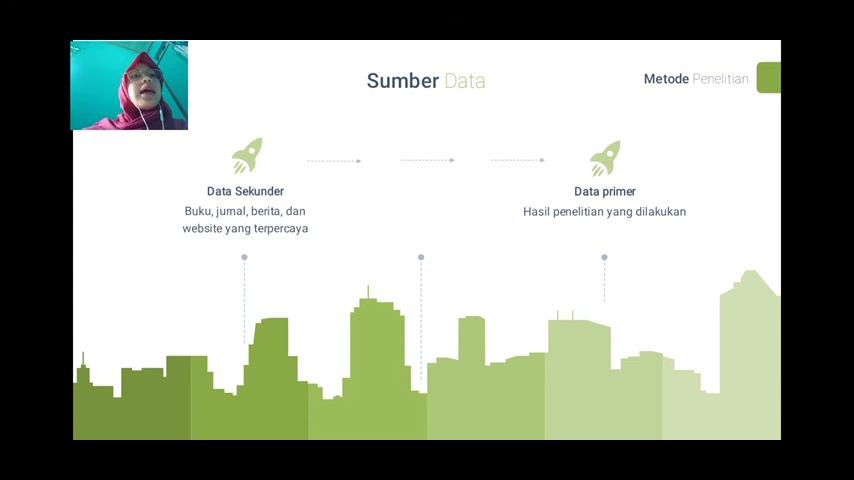 Sumber Data
Metode Penelitian
Data Sekunder
Buku, jurnal, berita, dan
website yang terpercaya
Data primer
Hasil penelitian yang dilakukan